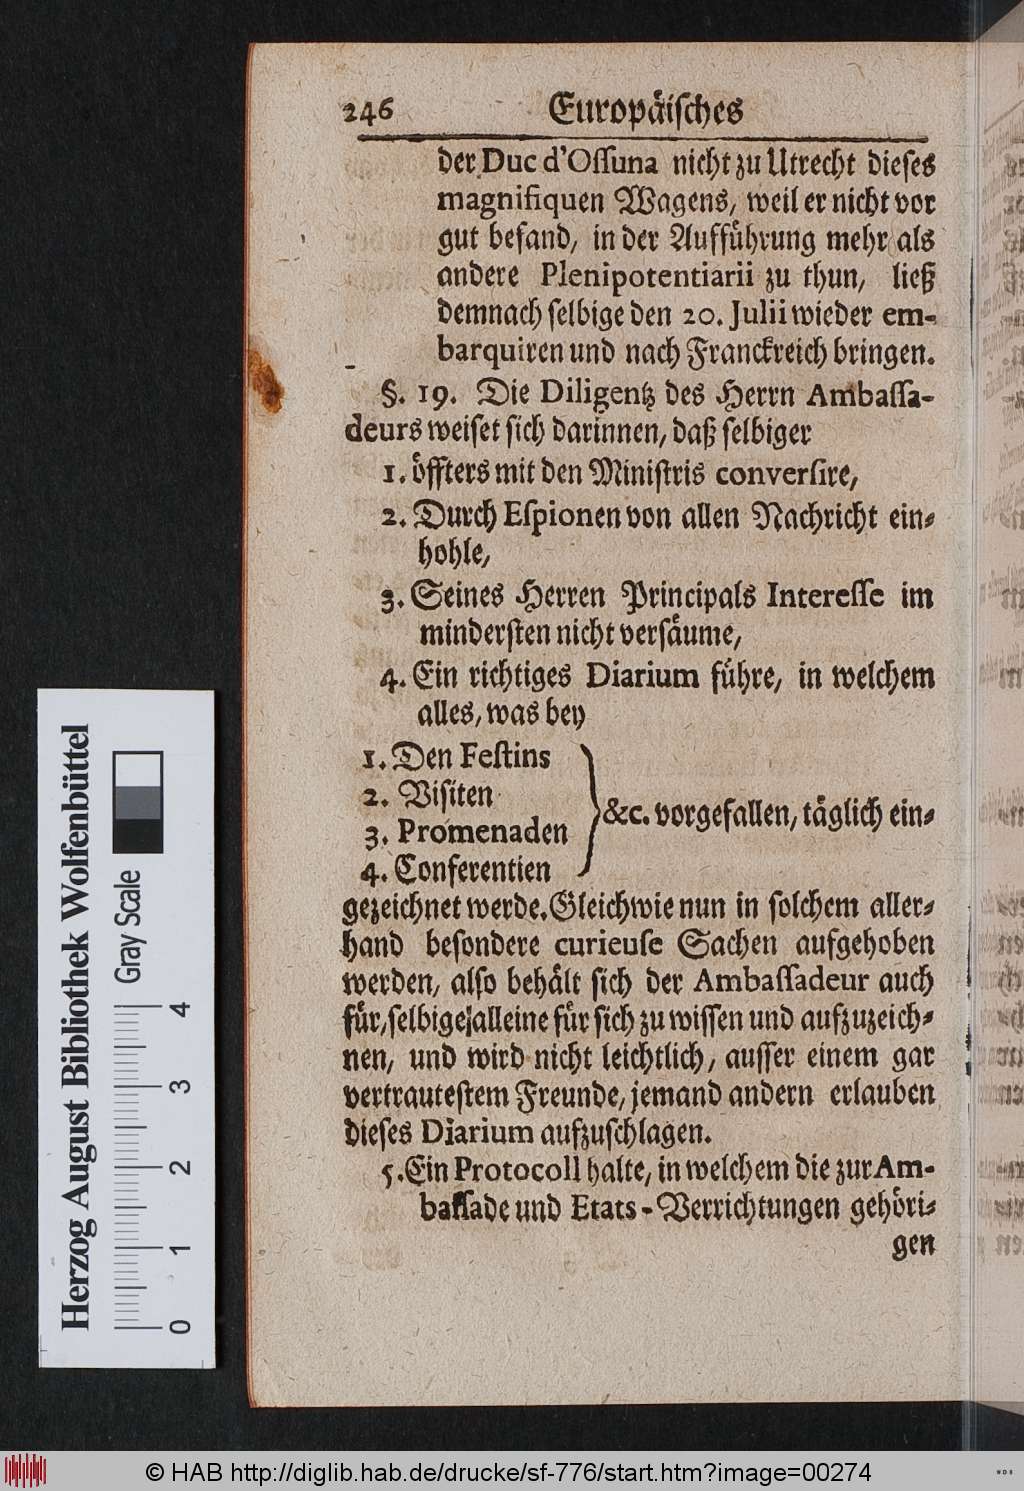 246 Europäisches
der Duc d'Ossuna nicht zu Utrecht dieses
magnifiquen Wagens, weil er nicht vor
gut befand, in der Aufführung mehr als
andere Plenipotentiarii zu thun, ließ
demnach selbige den 20. Julii wieder em-
barquiren und nach Franckreich bringen.
§. 19. Die Diligentz des Herrn Ambassa-
deurs weiset sich darinnen, daß selbiger
1. öffters mit den Ministris conversire,
2. Durch Espionen von allen Nachricht ein-
hohle,
3. Seines Herren Principals Interesse im
mindersten nicht versäume,
4. Ein richtiges Diarium führe, in welchem
alles, was bey
1. Den Festins
2. Visiten
3. Promenaden
4. Conferentien
&c. vorgefallen, täglich ein-
gezeichnet werde. Gleichwie nun in solchem aller-
hand besondere curieuse Sachen aufgehoben
werden, also behält sich der Ambassadeur auch
für, selbige alleine für sich zu wissen und aufzuzeich-
nen, und wird nicht leichtlich, ausser einem gar
vertrautestem Freunde, jemand andern erlauben
dieses Diarium aufzuschlagen.
5. Ein Protocoll halte, in welchem die zur Am-
bassade und Etats-Verrichtungen gehöri-
gen
Herzog August Bibliothek Wolfenbüttel
Gray Scale
0 1 2 3 4
© HAB http://diglib.hab.de/drucke/sf-776/start.htm?image=00274